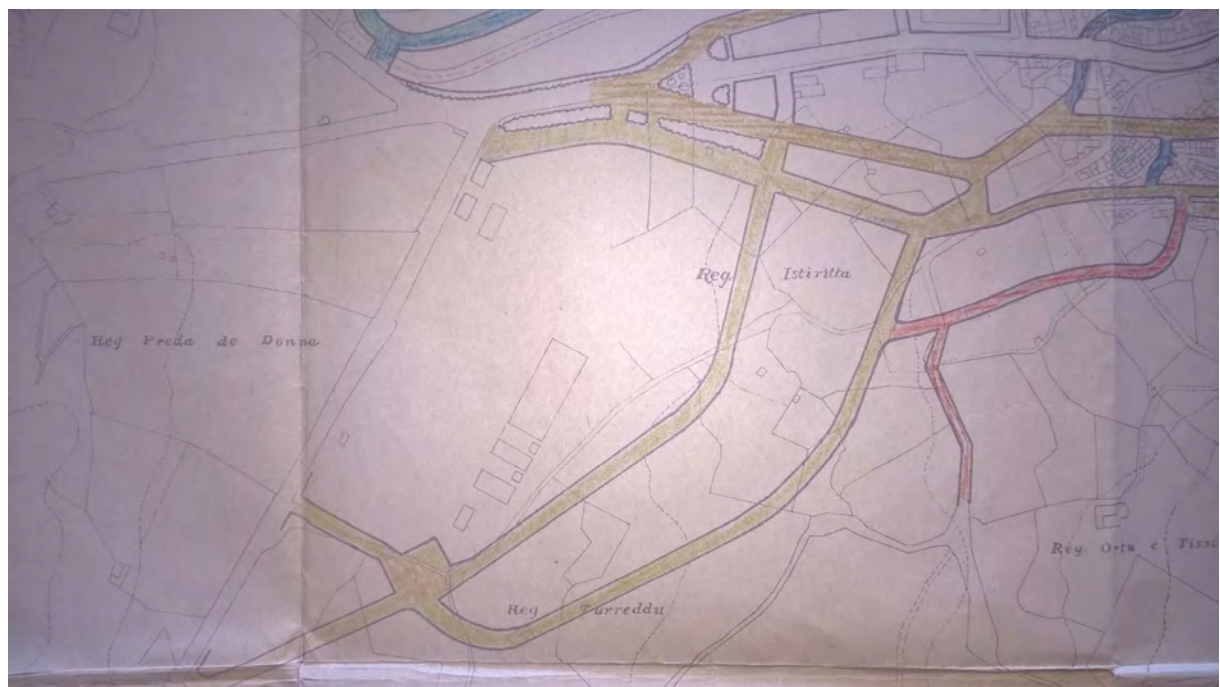 Reg. Istiritta
Reg Preda de Donna
Reg. Ortu e Tissi
Reg. Turreddu